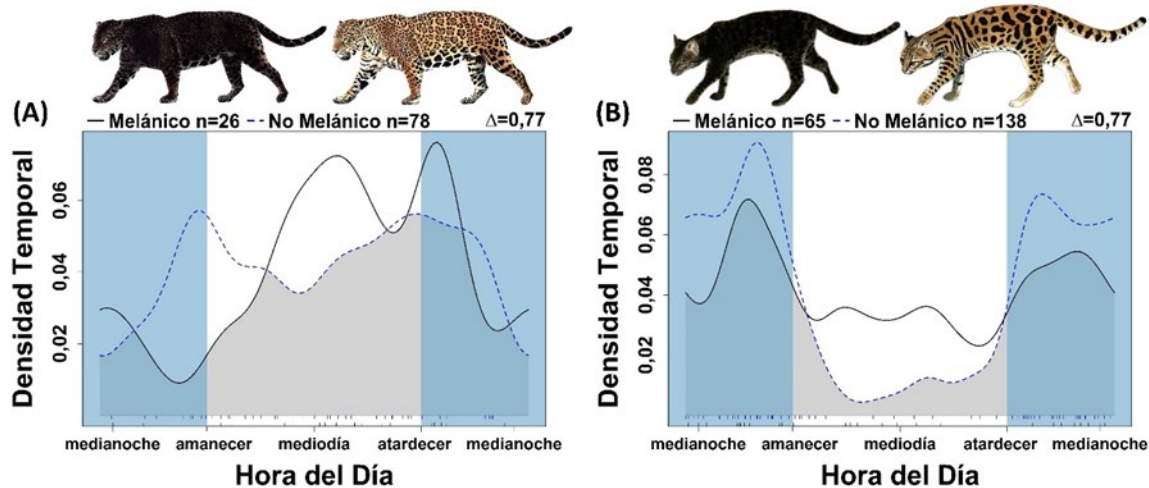 (A)
Melánico n=26 No Melánico n=78 Δ=0,77
Densidad Temporal
0,06
0,04
0,02
medianoche amanecer mediodía atardecer medianoche
Hora del Día
(B)
Melánico n=65 No Melánico n=138 Δ=0,77
Densidad Temporal
0,08
0,06
0,04
0,02
medianoche amanecer mediodía atardecer medianoche
Hora del Día